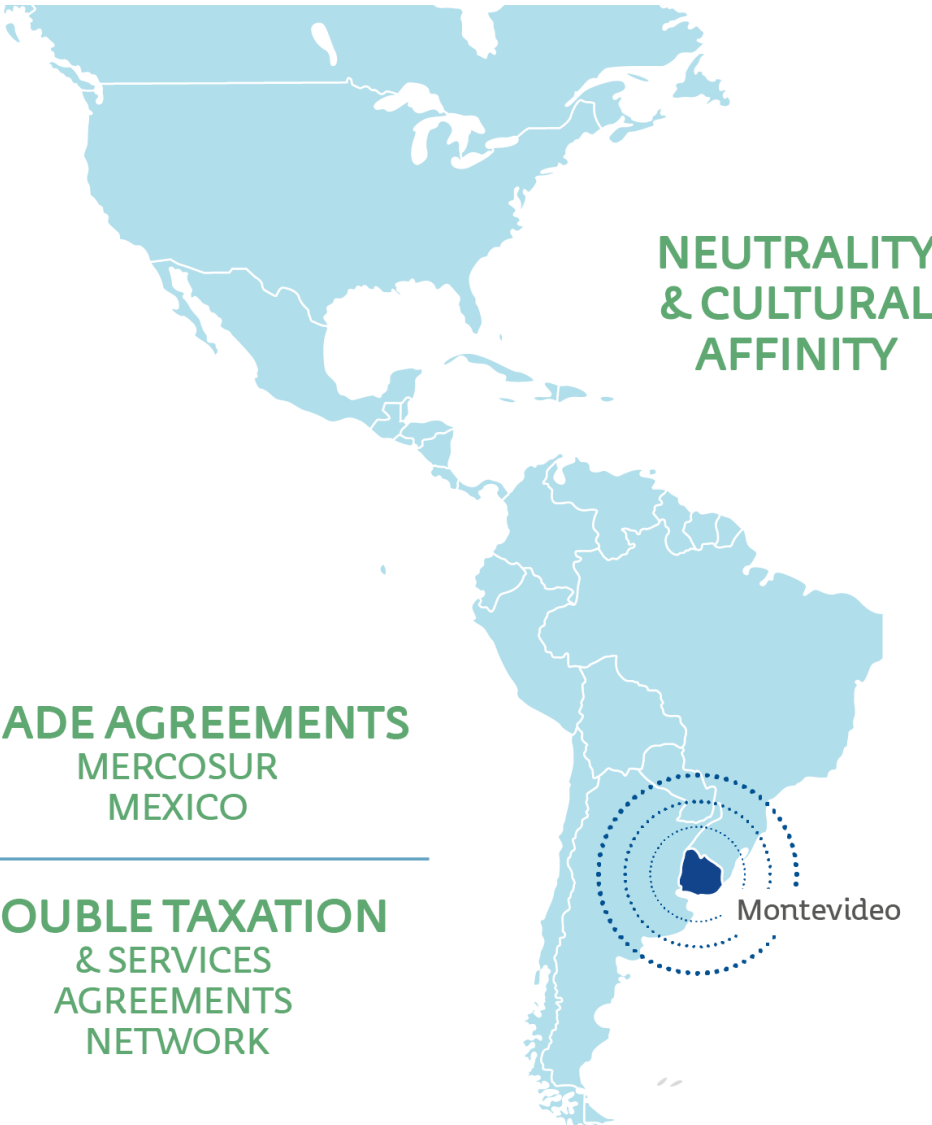 NEUTRALITY
& CULTURAL
AFFINITY
ADE AGREEMENTS
MERCOSUR
MEXICO
OUBLE TAXATION
& SERVICES
AGREEMENTS
NETWORK
Montevideo